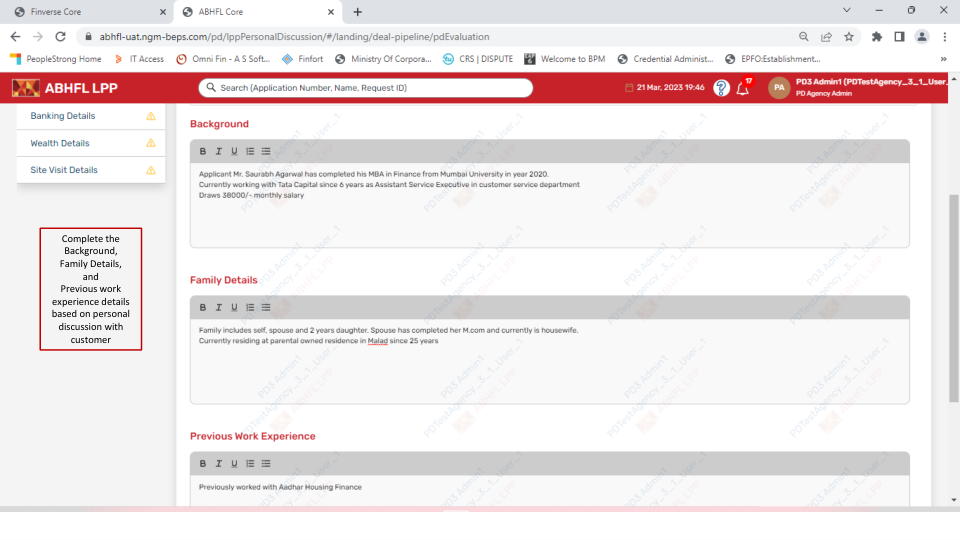 Finverse Core
ABHFL Core
abhfl-uat.ngm-beps.com/pd/lppPersonalDiscussion/#/landing/deal-pipeline/pdEvaluation
PeopleStrong Home
IT Access
Omni Fin - A S Soft...
Finfort
Ministry Of Corpora...
CRS | DISPUTE
Welcome to BPM
Credential Administ...
EPFO:Establishment...
ABHFL LPP
Search (Application Number, Name, Request ID)
21 Mar, 2023 19:46
17
PA
PD3 Admin1 (PDTestAgency_3_1_User_
PD Agency Admin
Banking Details
Wealth Details
Site Visit Details
Complete the
Background,
Family Details,
and
Previous work
experience details
based on personal
discussion with
customer
Background
B I U
Applicant Mr. Saurabh Agarwal has completed his MBA in Finance from Mumbai University in year 2020.
Currently working with Tata Capital since 6 years as Assistant Service Executive in customer service department
Draws 38000/- monthly salary
Family Details
B I U
Family includes self, spouse and 2 years daughter. Spouse has completed her M.com and currently is housewife.
Currently residing at parental owned residence in Malad since 25 years
Previous Work Experience
B I U
Previously worked with Aadhar Housing Finance
PD3 Admin1
PDTestAgency_3_1_User_1
ABHFL LPP